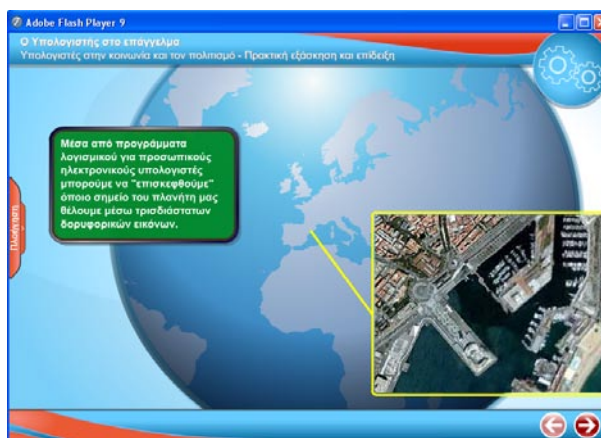 Adobe Flash Player 9
Ο Υπολογιστής στο επάγγελμα
Υπολογιστές στην κοινωνία και τον πολιτισμό - Πρακτική εξάσκηση και επίδειξη
Μέσα από προγράμματα
λογισμικού για προσωπικούς
ηλεκτρονικούς υπολογιστές
μπορούμε να "επισκεφθούμε"
όποιο σημείο του πλανήτη μας
θέλουμε μέσω τρισδιάστατων
δορυφορικών εικόνων.
Πλοήγηση